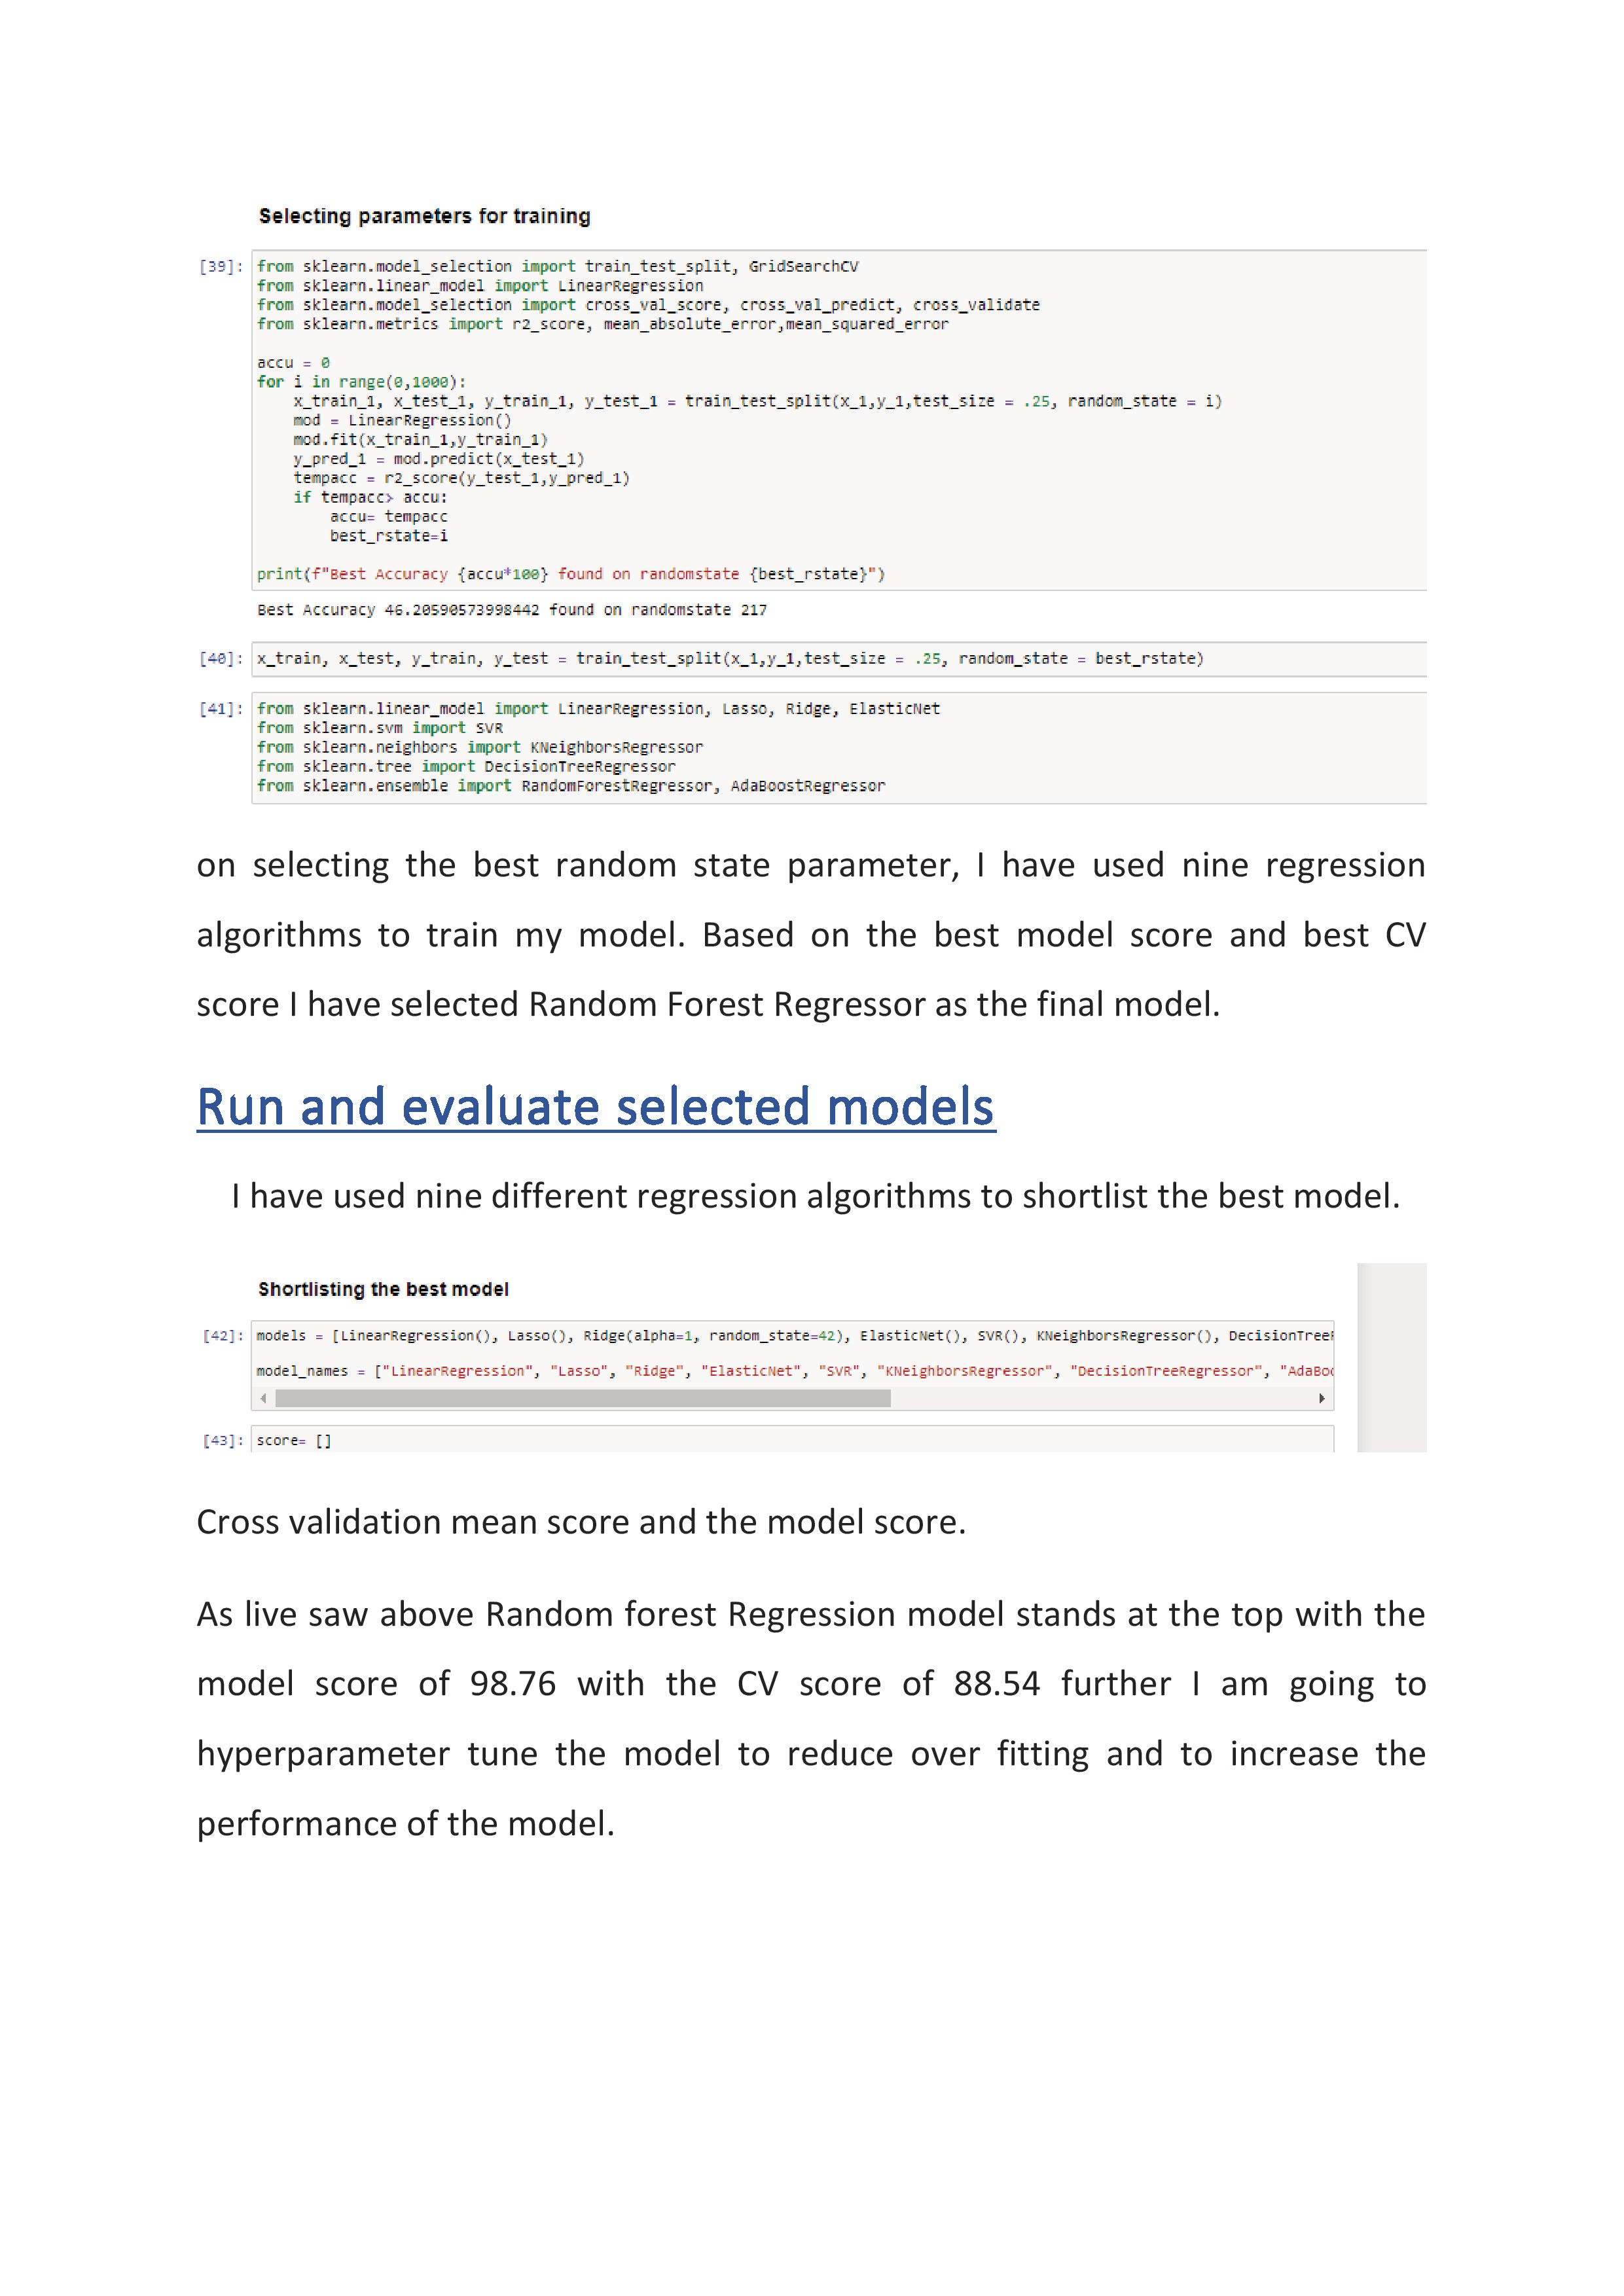 Selecting parameters for training
[39]: from sklearn.model_selection import train_test_split, GridSearchCV
from sklearn.linear_model import LinearRegression
from sklearn.model_selection import cross_val_score, cross_val_predict, cross_validate
from sklearn.metrics import r2_score, mean_absolute_error,mean_squared_error
accu = 0
for i in range(0,1000):
    x_train_1, x_test_1, y_train_1, y_test_1 = train_test_split(x_1,y_1,test_size = .25, random_state = i)
    mod = LinearRegression()
    mod.fit(x_train_1,y_train_1)
    y_pred_1 = mod.predict(x_test_1)
    tempacc = r2_score(y_test_1,y_pred_1)
    if tempacc> accu:
        accu= tempacc
        best_rstate=i
print(f"Best Accuracy {accu*100} found on randomstate {best_rstate}")
Best Accuracy 46.20590573998442 found on randomstate 217
[40]: x_train, x_test, y_train, y_test = train_test_split(x_1,y_1,test_size = .25, random_state = best_rstate)
[41]: from sklearn.linear_model import LinearRegression, Lasso, Ridge, ElasticNet
from sklearn.svm import SVR
from sklearn.neighbors import KNeighborsRegressor
from sklearn.tree import DecisionTreeRegressor
from sklearn.ensemble import RandomForestRegressor, AdaBoostRegressor
on selecting the best random state parameter, I have used nine regression
algorithms to train my model. Based on the best model score and best CV
score I have selected Random Forest Regressor as the final model.
Run and evaluate selected models
I have used nine different regression algorithms to shortlist the best model.
Shortlisting the best model
[42]: models = [LinearRegression(), Lasso(), Ridge(alpha=1, random_state=42), ElasticNet(), SVR(), KNeighborsRegressor(), DecisionTree
model_names = ["LinearRegression", "Lasso", "Ridge", "ElasticNet", "SVR", "KNeighborsRegressor", "DecisionTreeRegressor", "AdaBo
[43]: score= []
Cross validation mean score and the model score.
As live saw above Random forest Regression model stands at the top with the
model score of 98.76 with the CV score of 88.54 further I am going to
hyperparameter tune the model to reduce over fitting and to increase the
performance of the model.